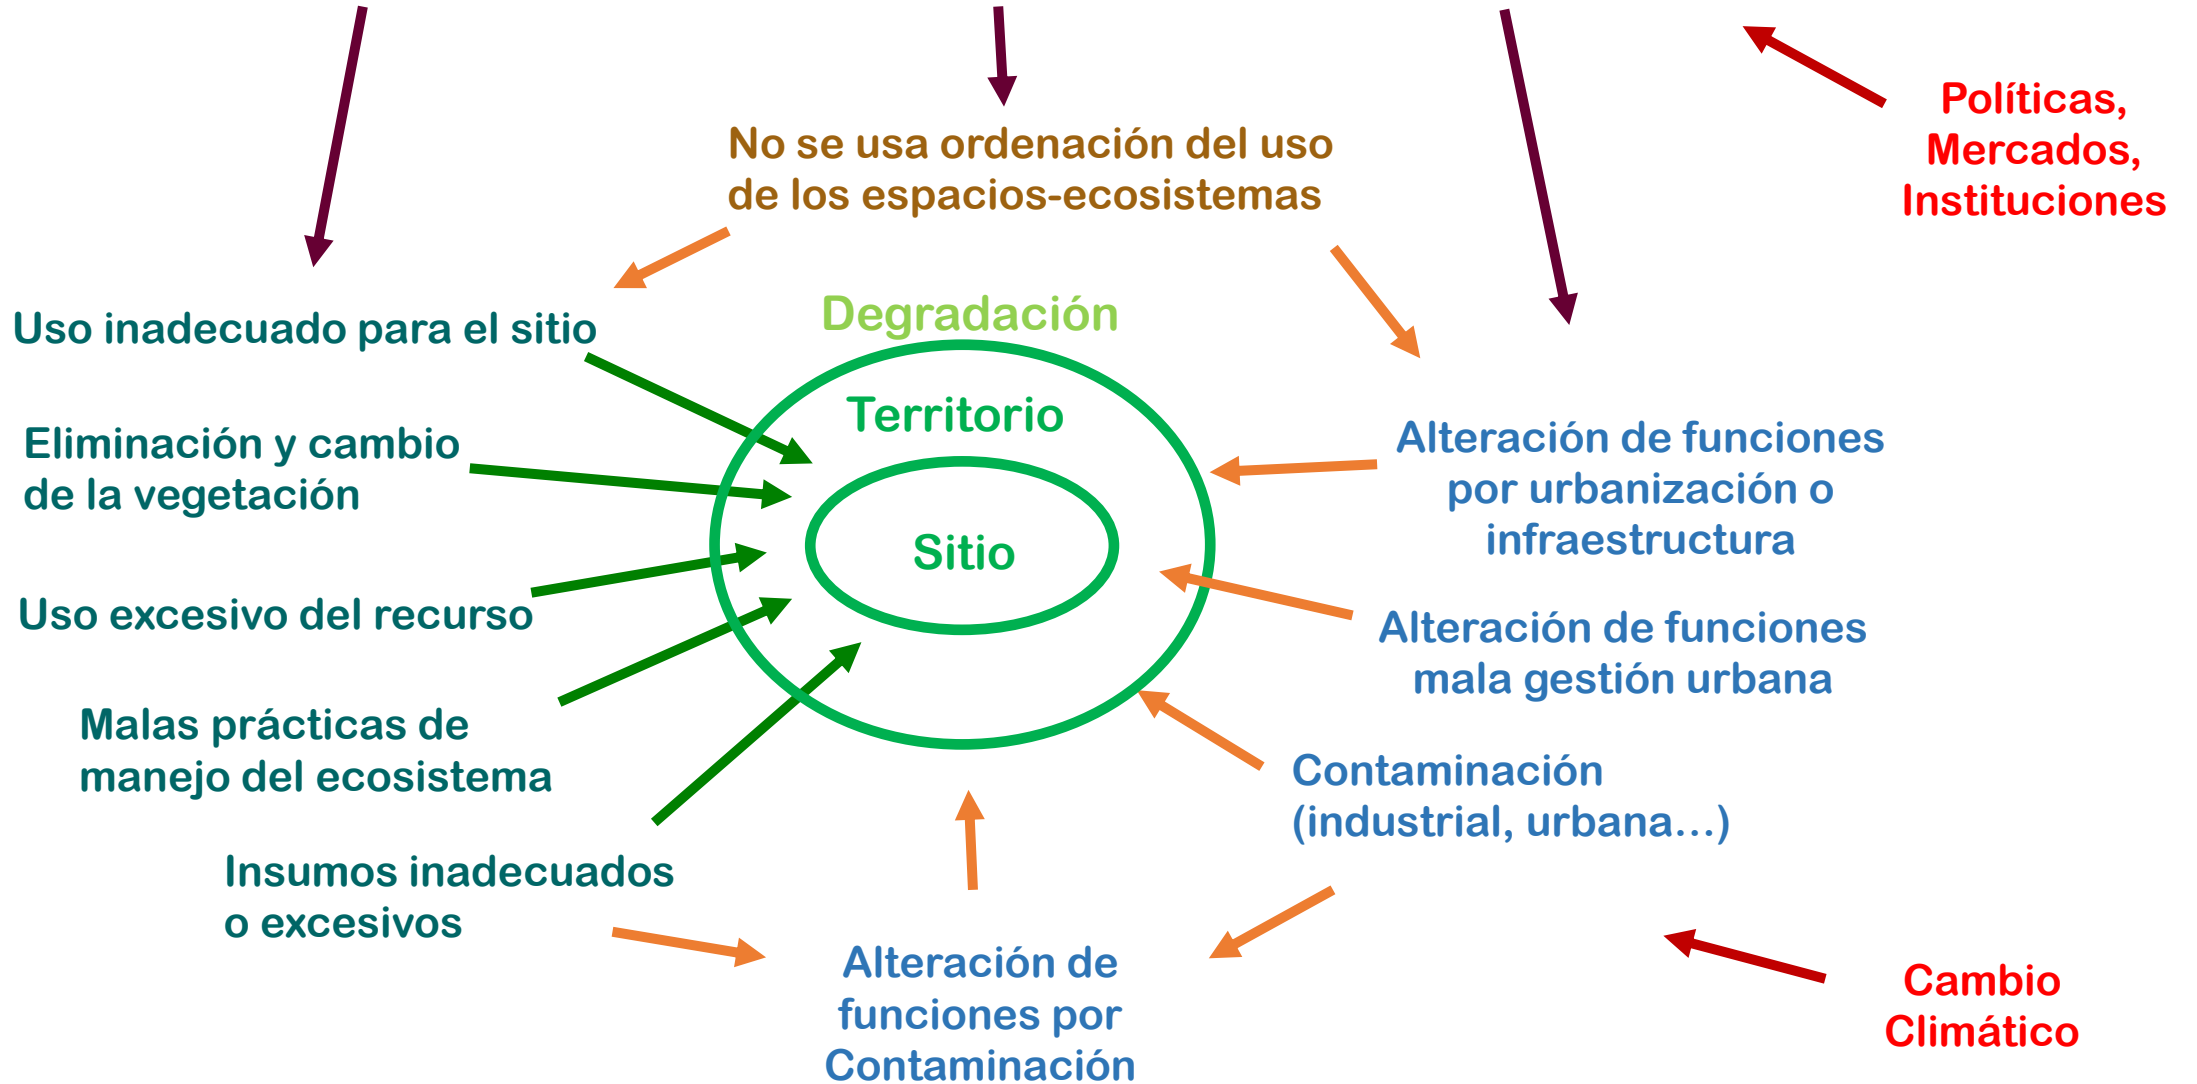 Políticas,
Mercados,
Instituciones
No se usa ordenación del uso
de los espacios-ecosistemas
Degradación
Uso inadecuado para el sitio
Territorio
Eliminación y cambio
de la vegetación
Alteración de funciones
por urbanización o
infraestructura
Sitio
Uso excesivo del recurso
Alteración de funciones
mala gestión urbana
Malas prácticas de
manejo del ecosistema
Contaminación
(industrial, urbana...)
Insumos inadecuados
o excesivos
Alteración de
funciones por
Contaminación
Cambio
Climático